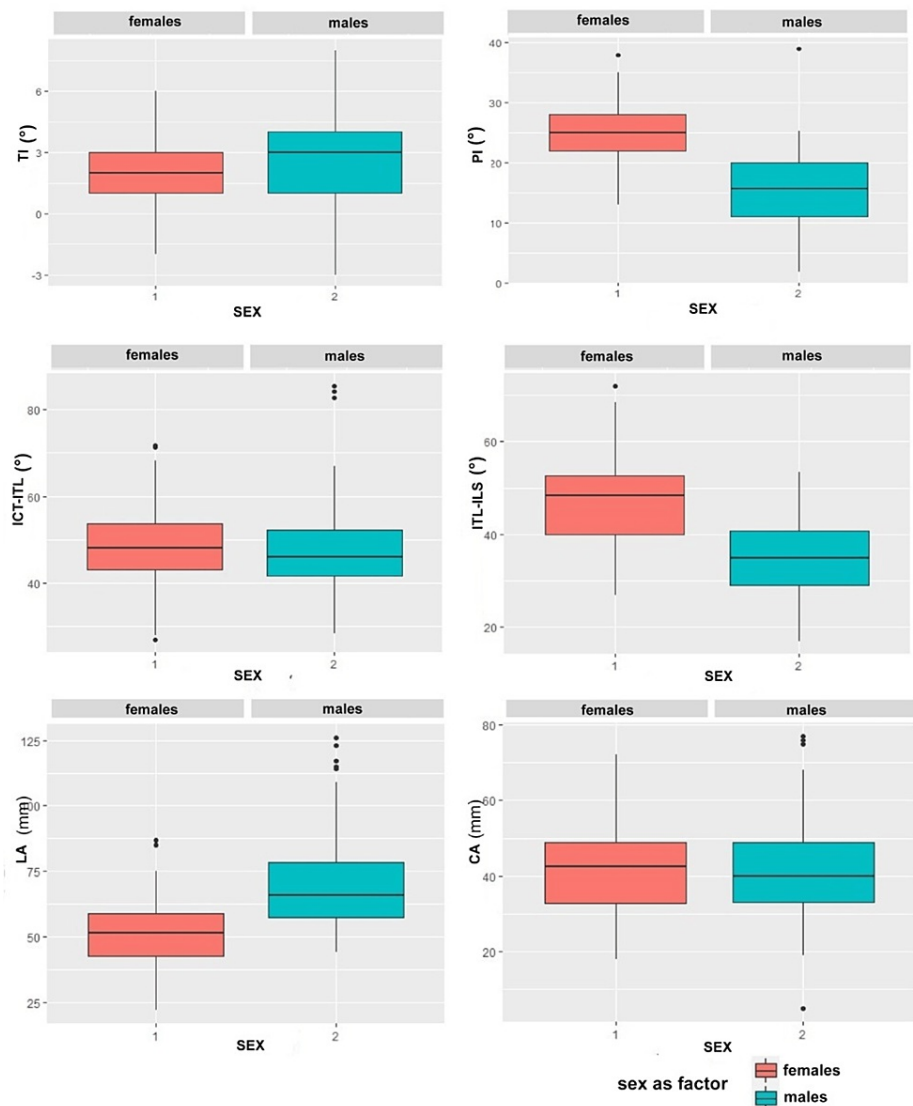 females males
TI (°)
6
3
0
-3
1 2
SEX
females males
PI (°)
40
30
20
10
0
1 2
SEX
females males
ICT-ITL (°)
80
60
40
1 2
SEX
females males
ITL-ILS (°)
60
40
20
1 2
SEX
females males
LA (mm)
125
00
75
50
25
1 2
SEX
females males
CA (mm)
80
60
40
20
1 2
SEX
sex as factor
females
males